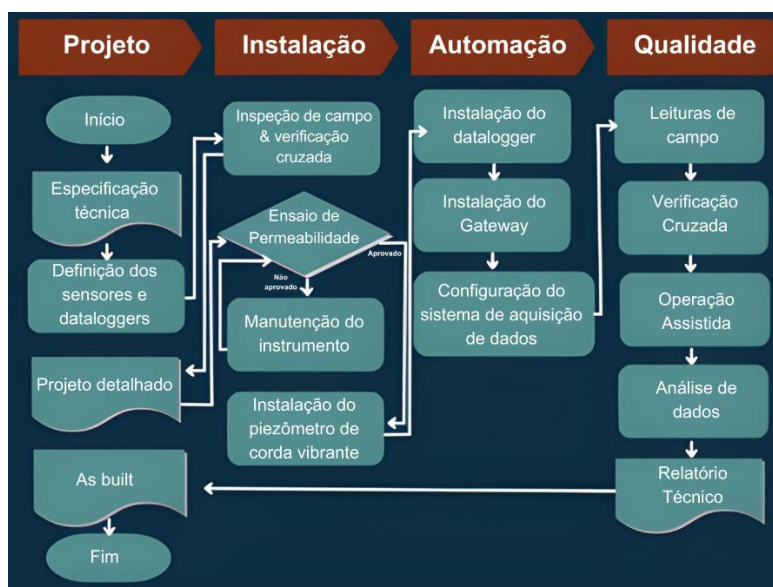 Projeto
Instalação
Automação
Qualidade
Início
Especificação
técnica
Definição dos
sensores e
dataloggers
Projeto detalhado
As built
Fim
Inspeção de campo
& verificação
cruzada
Ensaio de
Permeabilidade
Aprovado
Não
aprovado
Manutenção do
instrumento
Instalação do
piezômetro de
corda vibrante
Instalação do
datalogger
Instalação do
Gateway
Configuração do
sistema de aquisição
de dados
Leituras de
campo
Verificação
Cruzada
Operação
Assistida
Análise de
dados
Relatório
Técnico